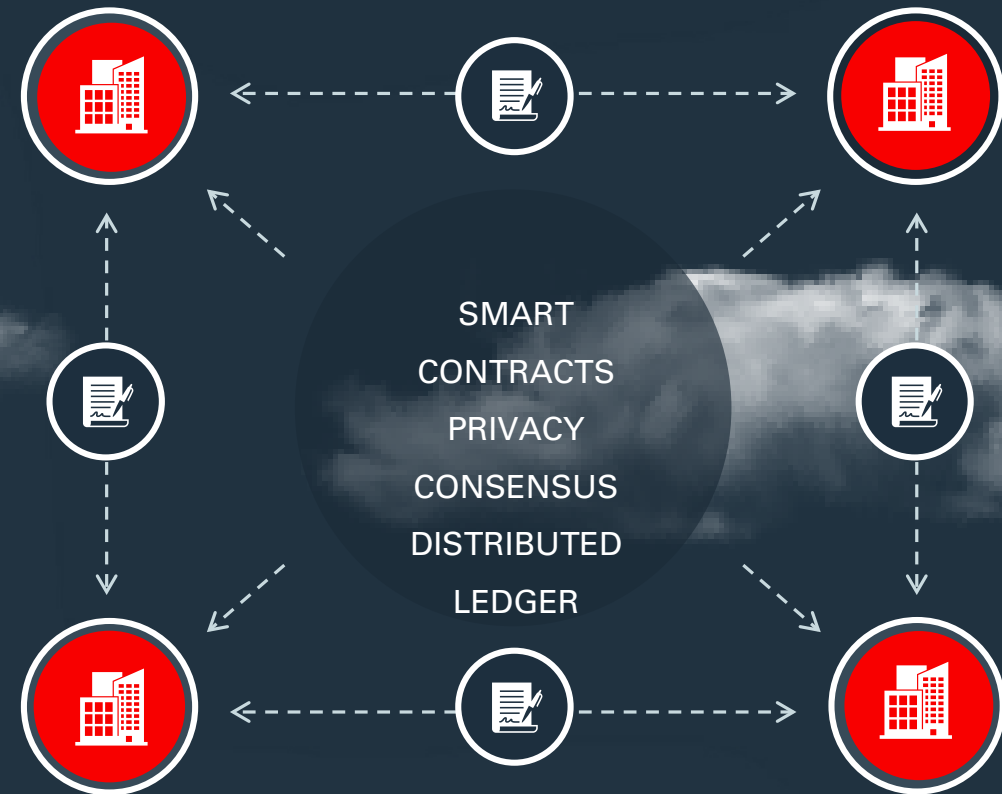 SMART
CONTRACTS
PRIVACY
CONSENSUS
DISTRIBUTED
LEDGER